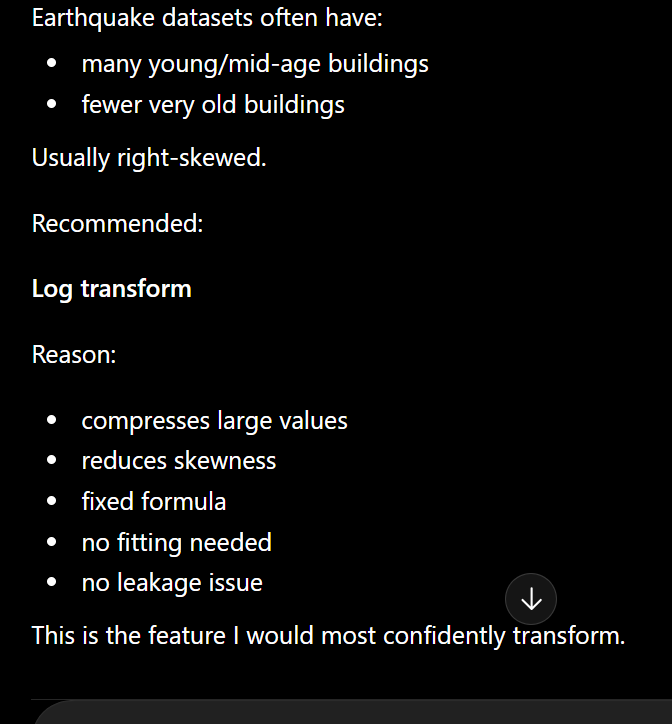 Earthquake datasets often have:
• many young/mid-age buildings
• fewer very old buildings
Usually right-skewed.
Recommended:
Log transform
Reason:
• compresses large values
• reduces skewness
• fixed formula
• no fitting needed
• no leakage issue
This is the feature I would most confidently transform.